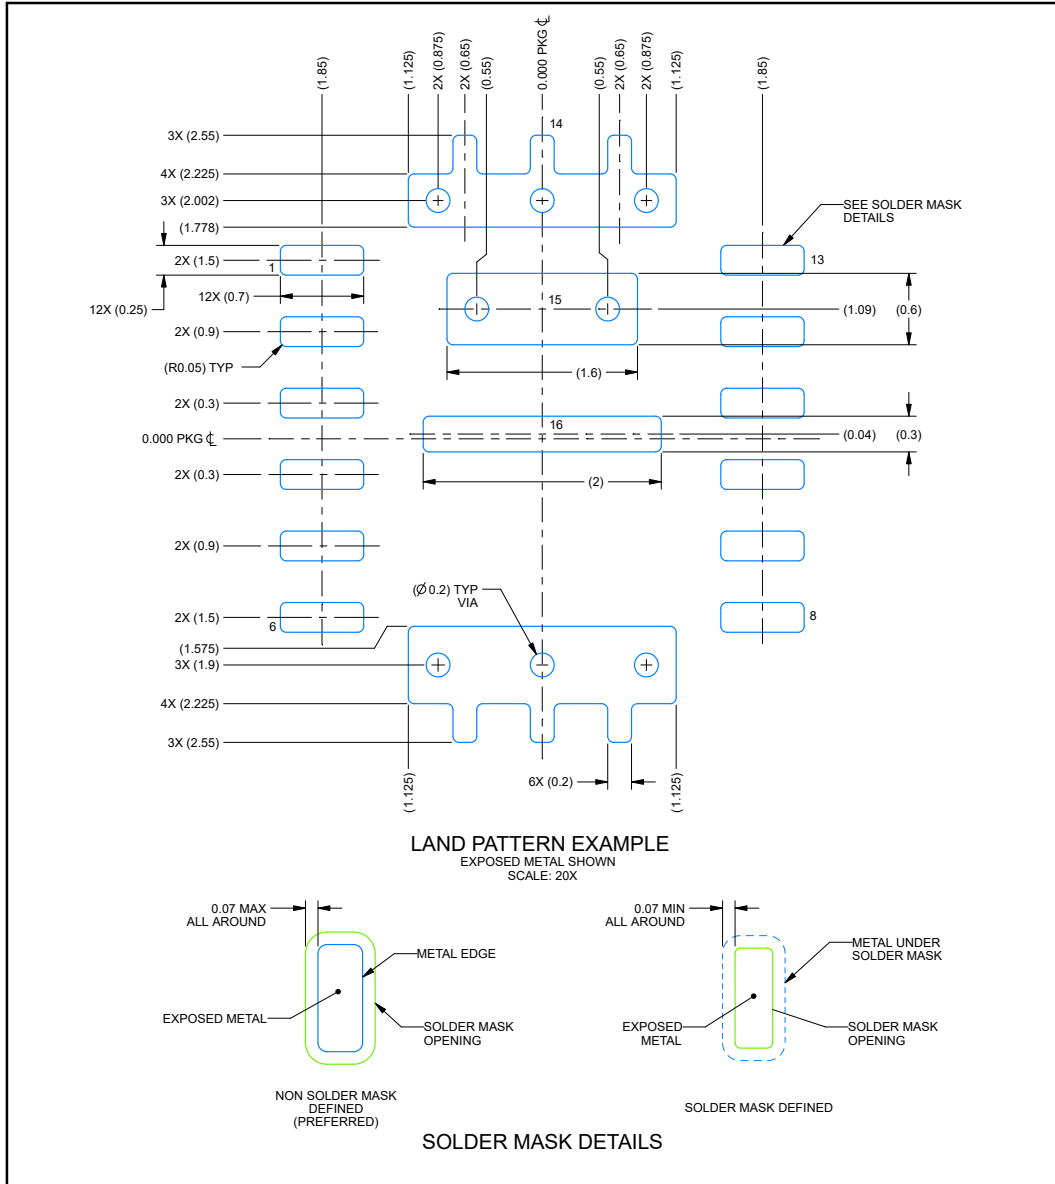 (1.85)
(1.125)
2X (0.875)
2X (0.65)
(0.55)
0.000 PKG ℄
(0.55)
2X (0.65)
2X (0.875)
(1.125)
(1.85)
3X (2.55)
14
4X (2.225)
3X (2.002)
SEE SOLDER MASK
DETAILS
(1.778)
2X (1.5)
1
13
12X (0.7)
15
12X (0.25)
(1.09)
(0.6)
2X (0.9)
(R0.05) TYP
(1.6)
2X (0.3)
16
0.000 PKG ℄
(0.04)
(0.3)
2X (0.3)
(2)
2X (0.9)
(Ø0.2) TYP
VIA
2X (1.5)
6
8
(1.575)
3X (1.9)
4X (2.225)
3X (2.55)
(1.125)
6X (0.2)
(1.125)
LAND PATTERN EXAMPLE
EXPOSED METAL SHOWN
SCALE: 20X
0.07 MAX
ALL AROUND
METAL EDGE
EXPOSED METAL
SOLDER MASK
OPENING
NON SOLDER MASK
DEFINED
(PREFERRED)
0.07 MIN
ALL AROUND
METAL UNDER
SOLDER MASK
EXPOSED
METAL
SOLDER MASK
OPENING
SOLDER MASK DEFINED
SOLDER MASK DETAILS